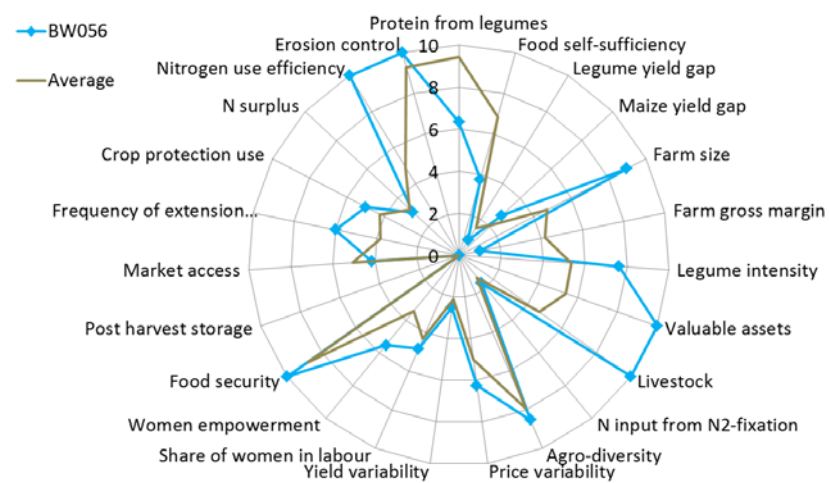 Protein from legumes
BW056
Erosion control
10
Food self-sufficiency
Nitrogen use efficiency
8
Legume yield gap
Average
N surplus
Maize yield gap
6
Crop protection use
4
Farm size
Frequency of extension...
2
Farm gross margin
0
Market access
Legume intensity
Post harvest storage
Valuable assets
Food security
Livestock
Women empowerment
N input from N2-fixation
Share of women in labour
Agro-diversity
Yield variability
Price variability